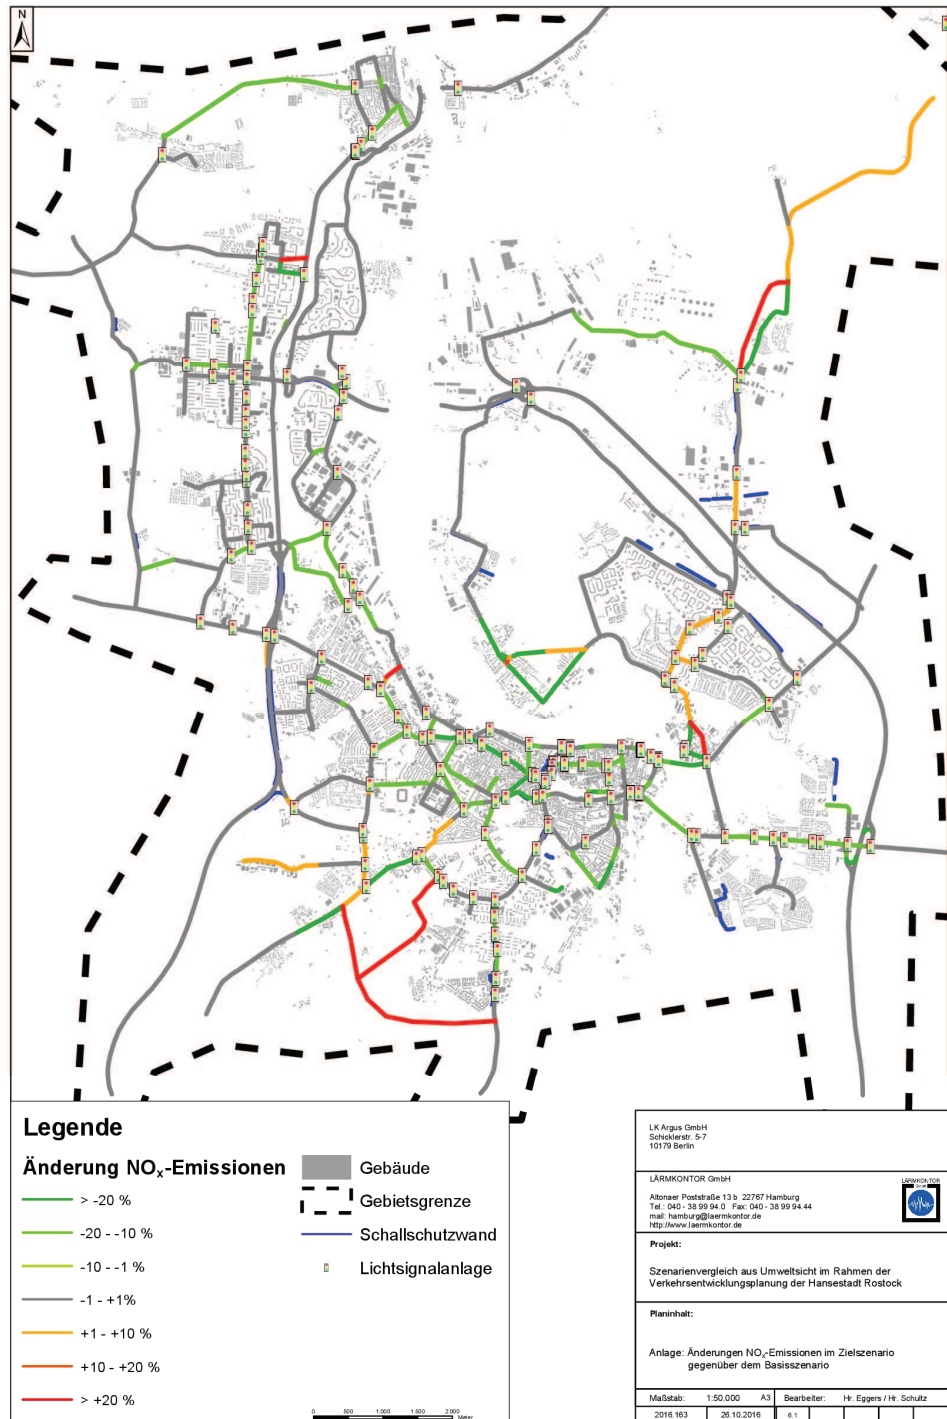 N
Legende
Änderung NOx-Emissionen
> -20 %
-20 - -10 %
-10 - -1 %
-1 - +1%
+1 - +10 %
+10 - +20 %
> +20 %
Gebäude
Gebietsgrenze
Schallschutzwand
Lichtsignalanlage
0 500 1.000 1.500 2.000
Meter
LK Argus GmbH
Schicklerstr. 5-7
10179 Berlin
LÄRMKONTOR GmbH
Altonaer Poststraße 13 b 22767 Hamburg
Tel.: 040 - 38 99 94.0 Fax: 040 - 38 99 94.44
mail: hamburg@laermkontor.de
http://www.laermkontor.de
LÄRMKONTOR
GmbH
Projekt:
Szenarienvergleich aus Umweltsicht im Rahmen der
Verkehrsentwicklungsplanung der Hansestadt Rostock
Planinhalt:
Anlage: Änderungen NOx-Emissionen im Zielszenario
gegenüber dem Basisszenario
Maßstab: 1:50.000 A3 Bearbeiter: Hr. Eggers / Hr. Schultz
2016.163 26.10.2016 6.1